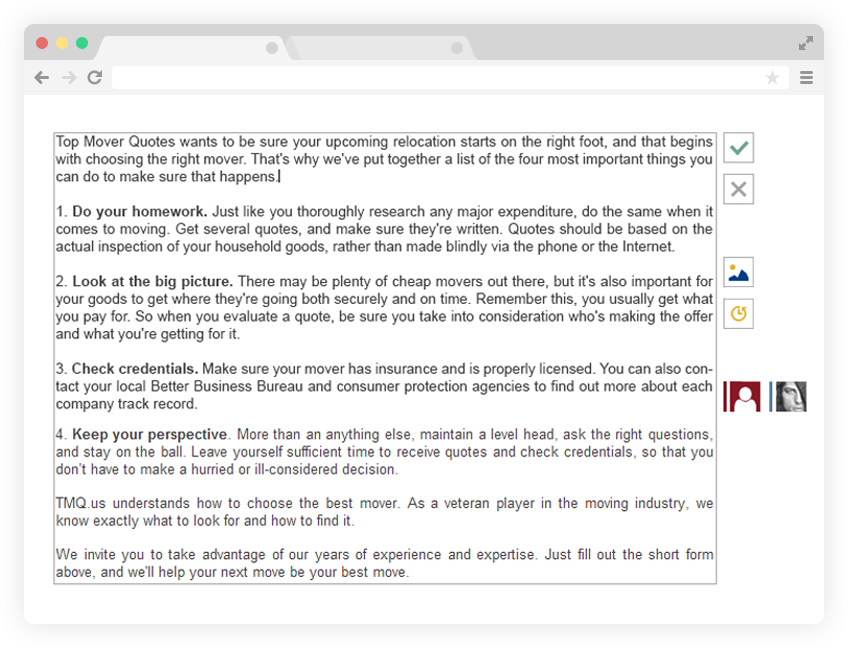 Top Mover Quotes wants to be sure your upcoming relocation starts on the right foot, and that begins
with choosing the right mover. That's why we've put together a list of the four most important things you
can do to make sure that happens.
1. Do your homework. Just like you thoroughly research any major expenditure, do the same when it
comes to moving. Get several quotes, and make sure they're written. Quotes should be based on the
actual inspection of your household goods, rather than made blindly via the phone or the Internet.
2. Look at the big picture. There may be plenty of cheap movers out there, but it's also important for
your goods to get where they're going both securely and on time. Remember this, you usually get what
you pay for. So when you evaluate a quote, be sure you take into consideration who's making the offer
and what you're getting for it.
3. Check credentials. Make sure your mover has insurance and is properly licensed. You can also con-
tact your local Better Business Bureau and consumer protection agencies to find out more about each
company track record.
4. Keep your perspective. More than an anything else, maintain a level head, ask the right questions,
and stay on the ball. Leave yourself sufficient time to receive quotes and check credentials, so that you
don't have to make a hurried or ill-considered decision.
TMQ.us understands how to choose the best mover. As a veteran player in the moving industry, we
know exactly what to look for and how to find it.
We invite you to take advantage of our years of experience and expertise. Just fill out the short form
above, and we'll help your next move be your best move.